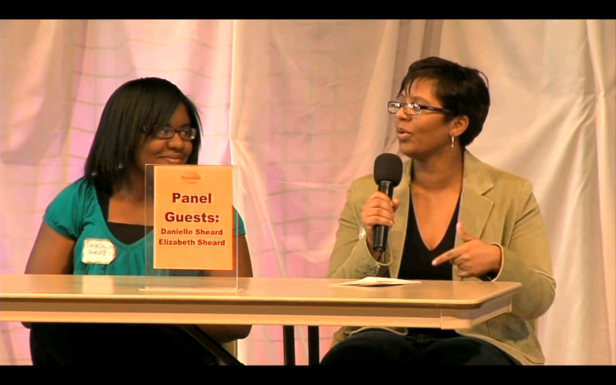 Panel
Guests:
Danielle Sheard
Elizabeth Sheard